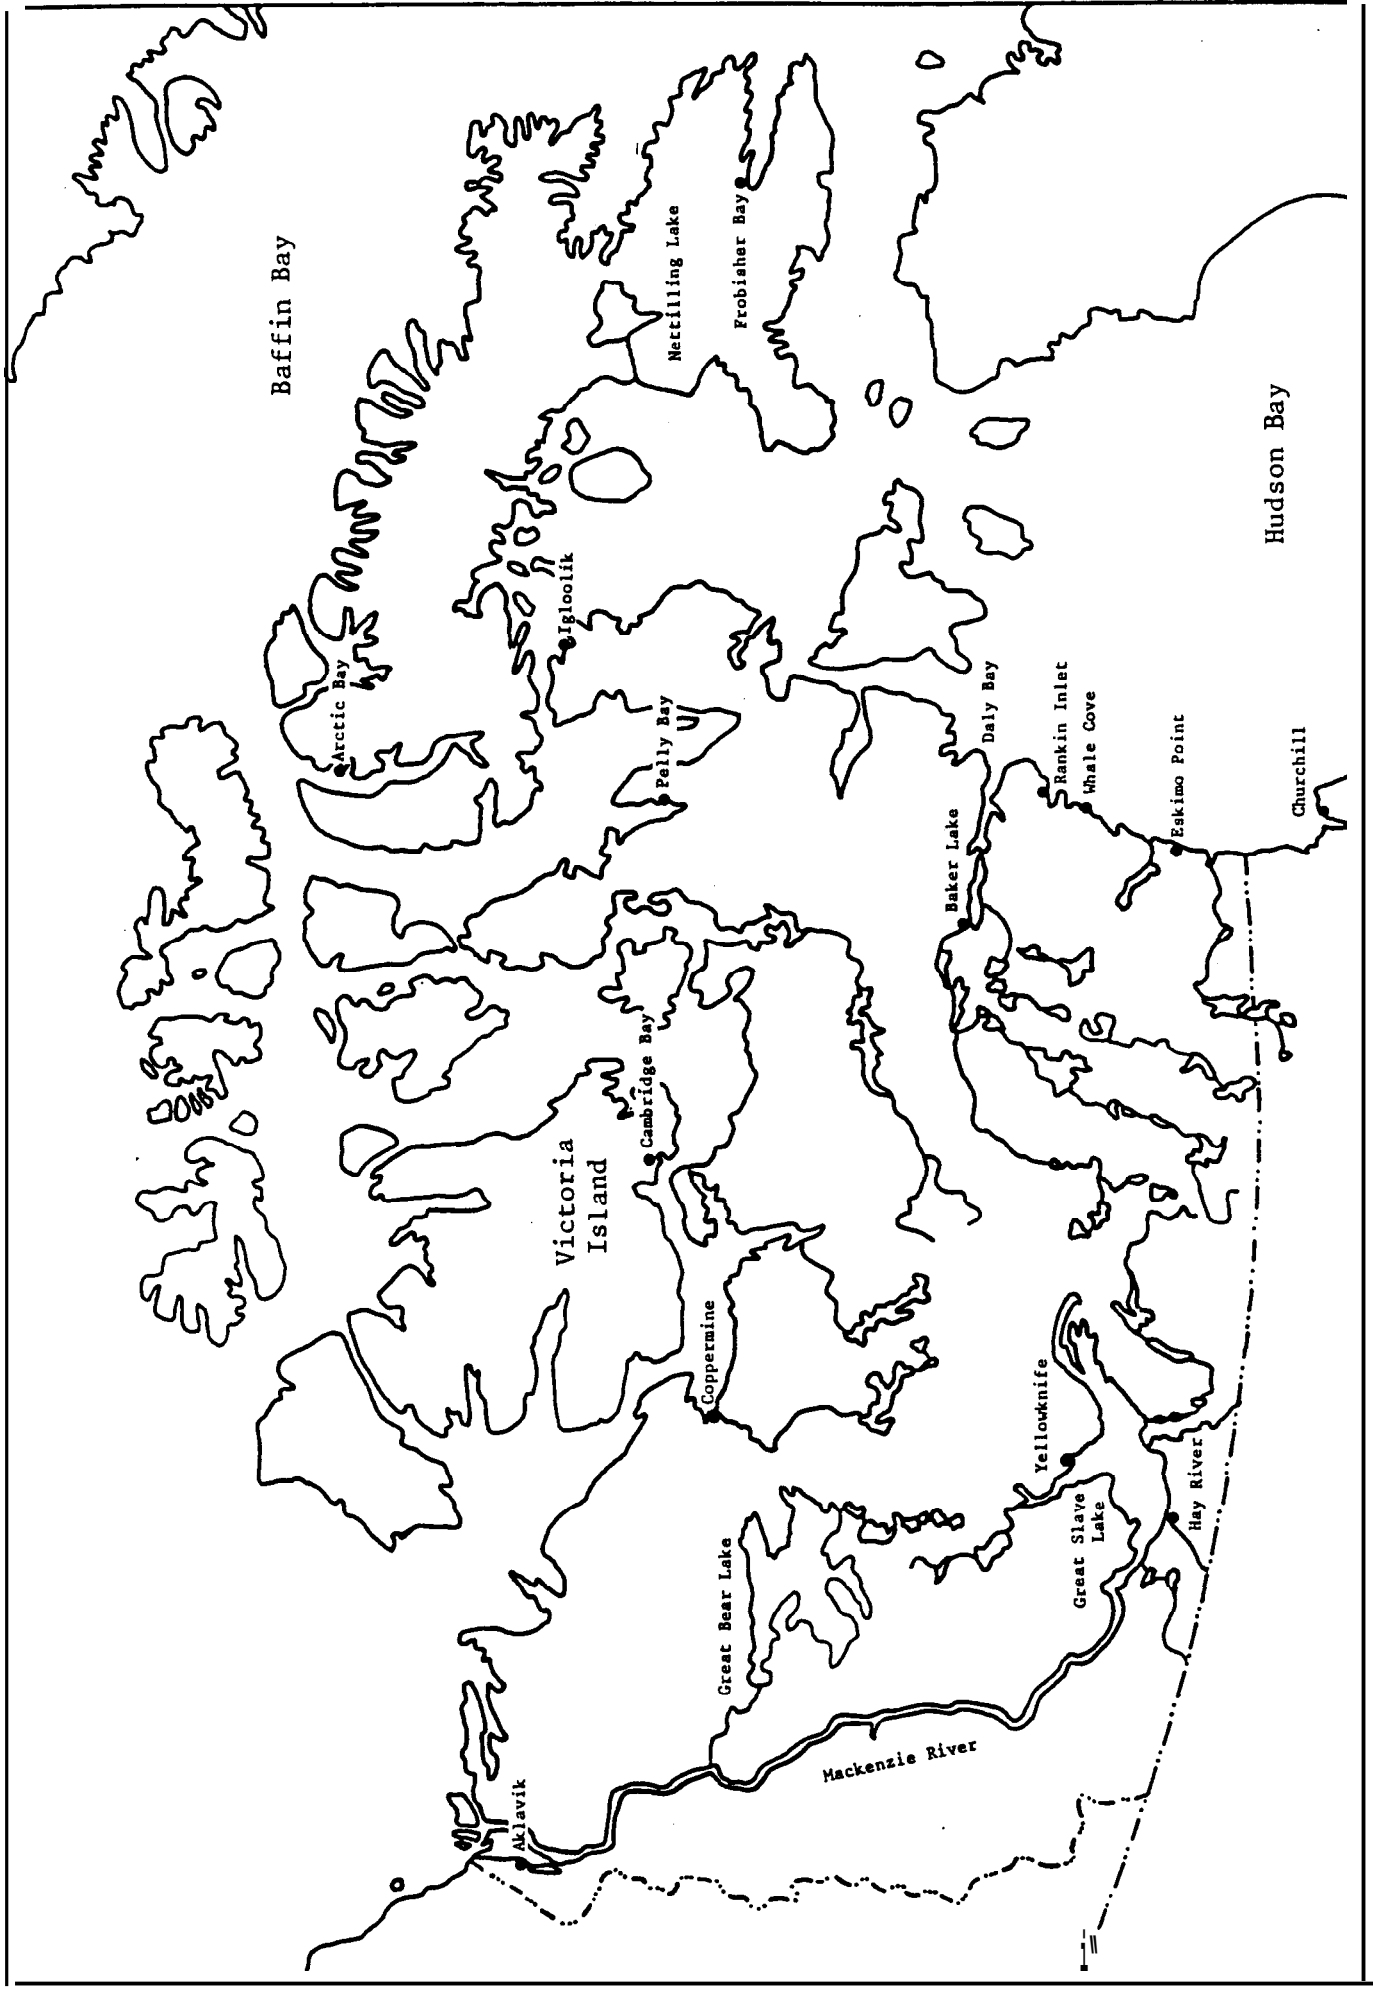 Baffin Bay
Arctic Bay
Igloolik
Nettilling Lake
Frobisher Bay
Pelly Bay
Victoria
Island
Cambridge Bay
Coppermine
Aklavik
Great Bear Lake
Mackenzie River
Yellowknife
Great Slave
Lake
Hay River
Baker Lake
Daly Bay
Rankin Inlet
Whale Cove
Eskimo Point
Churchill
Hudson Bay